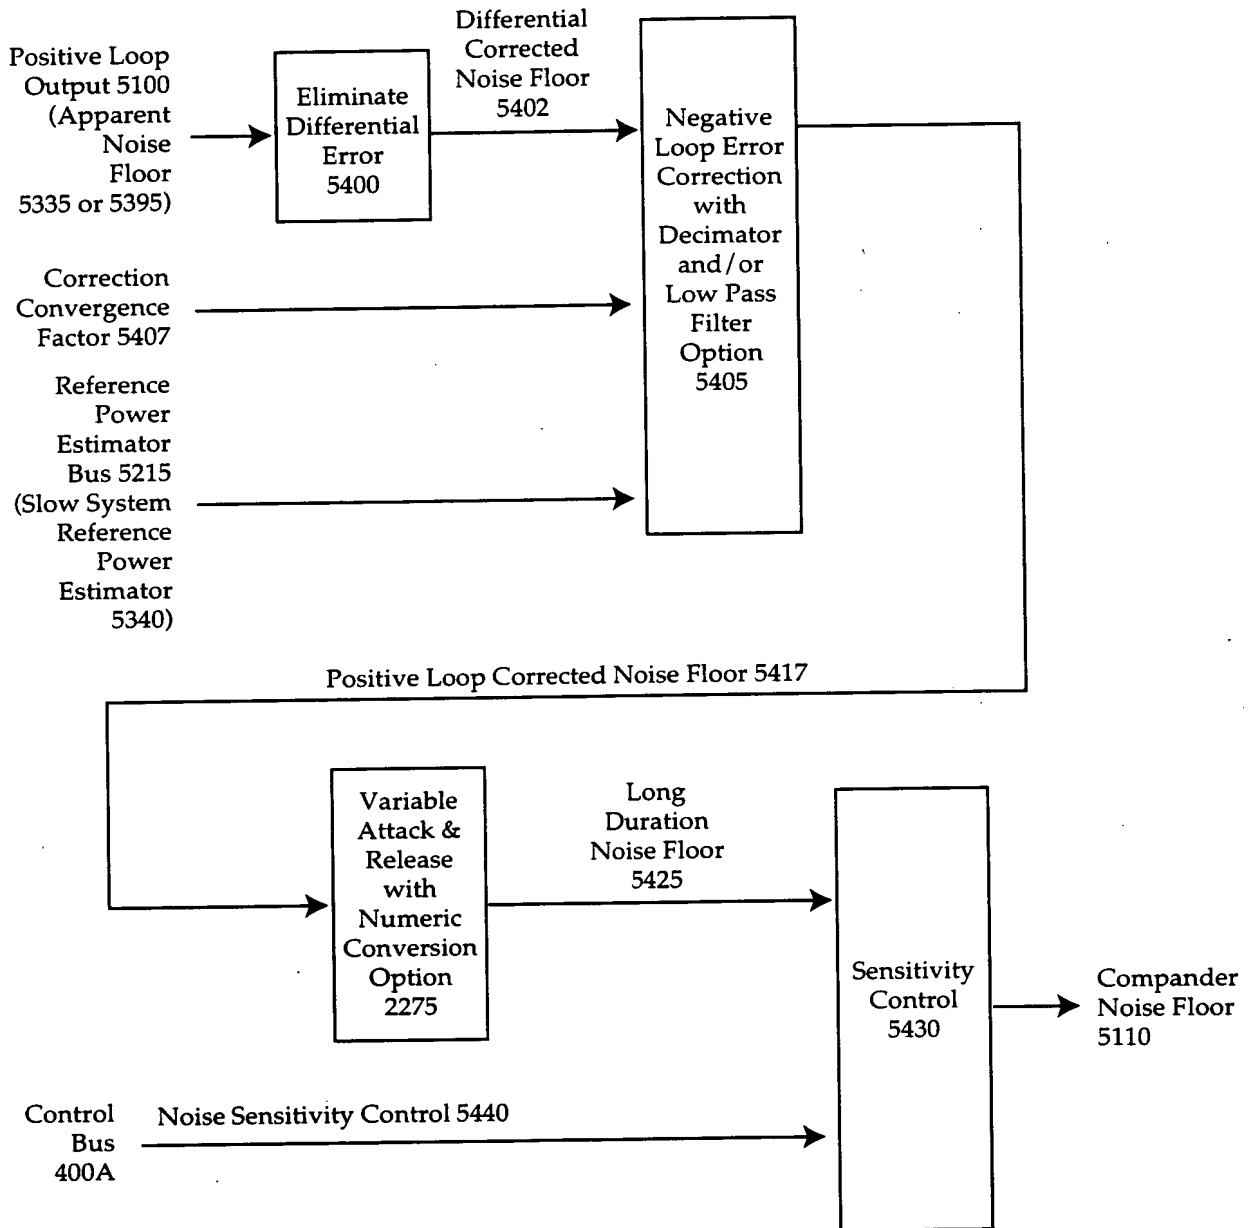 Positive Loop
Output 5100
(Apparent
Noise
Floor
5335 or 5395)
Eliminate
Differential
Error
5400
Differential
Corrected
Noise Floor
5402
Negative
Loop Error
Correction
with
Decimator
and/or
Low Pass
Filter
Option
5405
Correction
Convergence
Factor 5407
Reference
Power
Estimator
Bus 5215
(Slow System
Reference
Power
Estimator
5340)
Positive Loop Corrected Noise Floor 5417
Variable
Attack &
Release
with
Numeric
Conversion
Option
2275
Long
Duration
Noise Floor
5425
Sensitivity
Control
5430
Compander
Noise Floor
5110
Control
Bus
400A
Noise Sensitivity Control 5440